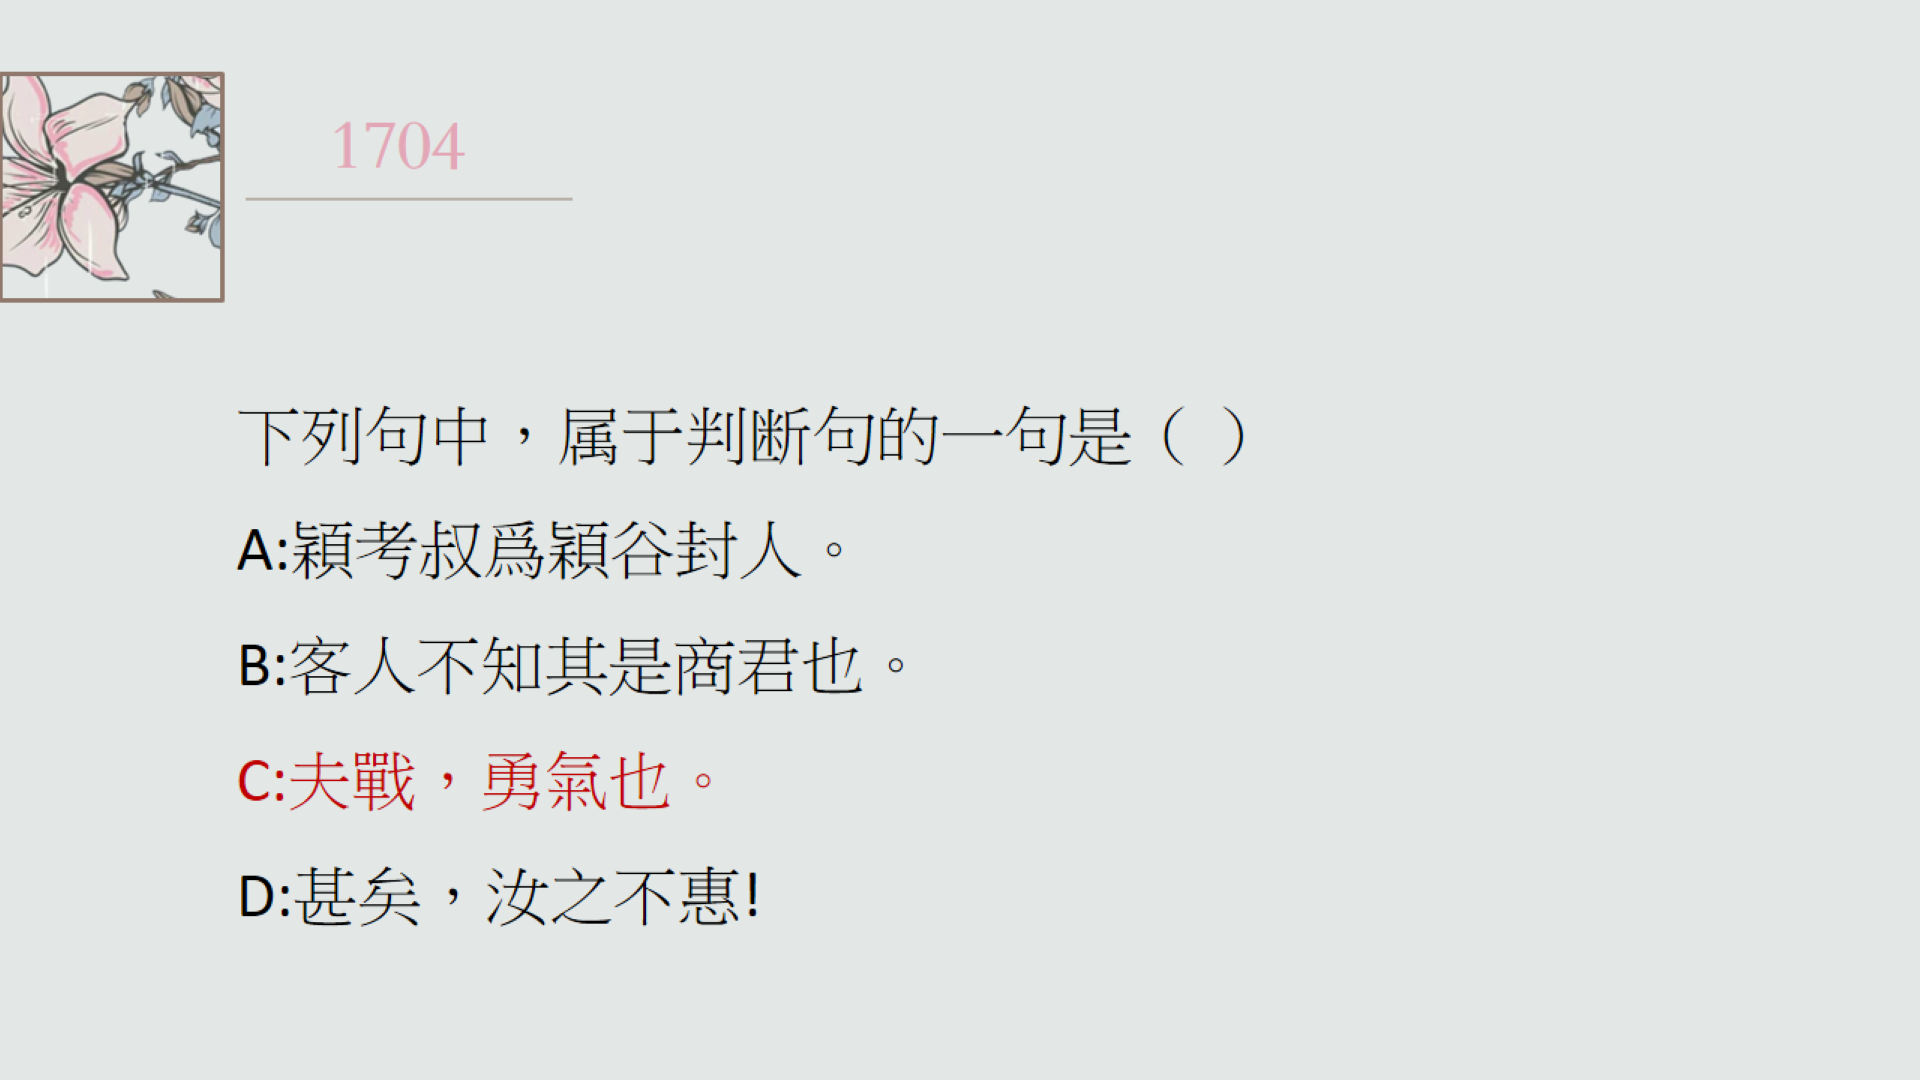 1704
下列句中，属于判断句的一句是（ ）
A:穎考叔爲穎谷封人。
B:客人不知其是商君也。
C:夫戰，勇氣也。
D:甚矣，汝之不惠!